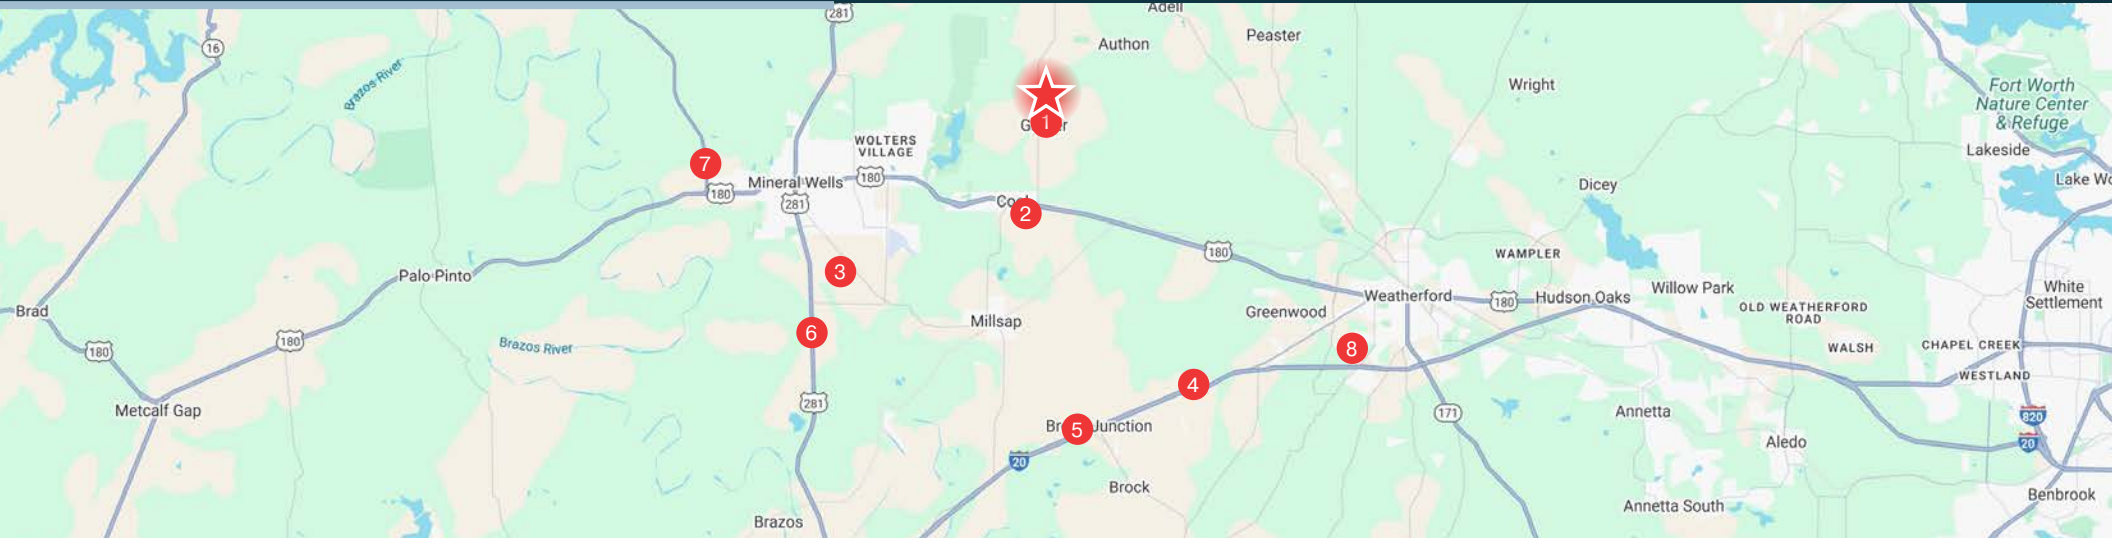 281
Adell
16
Authon
Peaster
Brazos River
Wright
Fort Worth
Nature Center
& Refuge
1
WOLTERS
VILLAGE
Lakeside
7
180
Mineral Wells
180
281
Dicey
Lake
2
180
WAMPLER
3
Palo Pinto
Brad
Weatherford
180
Hudson Oaks
Willow Park
White
Settlement
Greenwood
OLD WEATHERFORD
ROAD
Millsap
6
180
180
Brazos River
8
WALSH
CHAPEL CREEK
WESTLAND
4
281
Metcalf Gap
171
Annetta
820
5
Junction
20
Aledo
20
Brock
Benbrook
Annetta South
Brazos